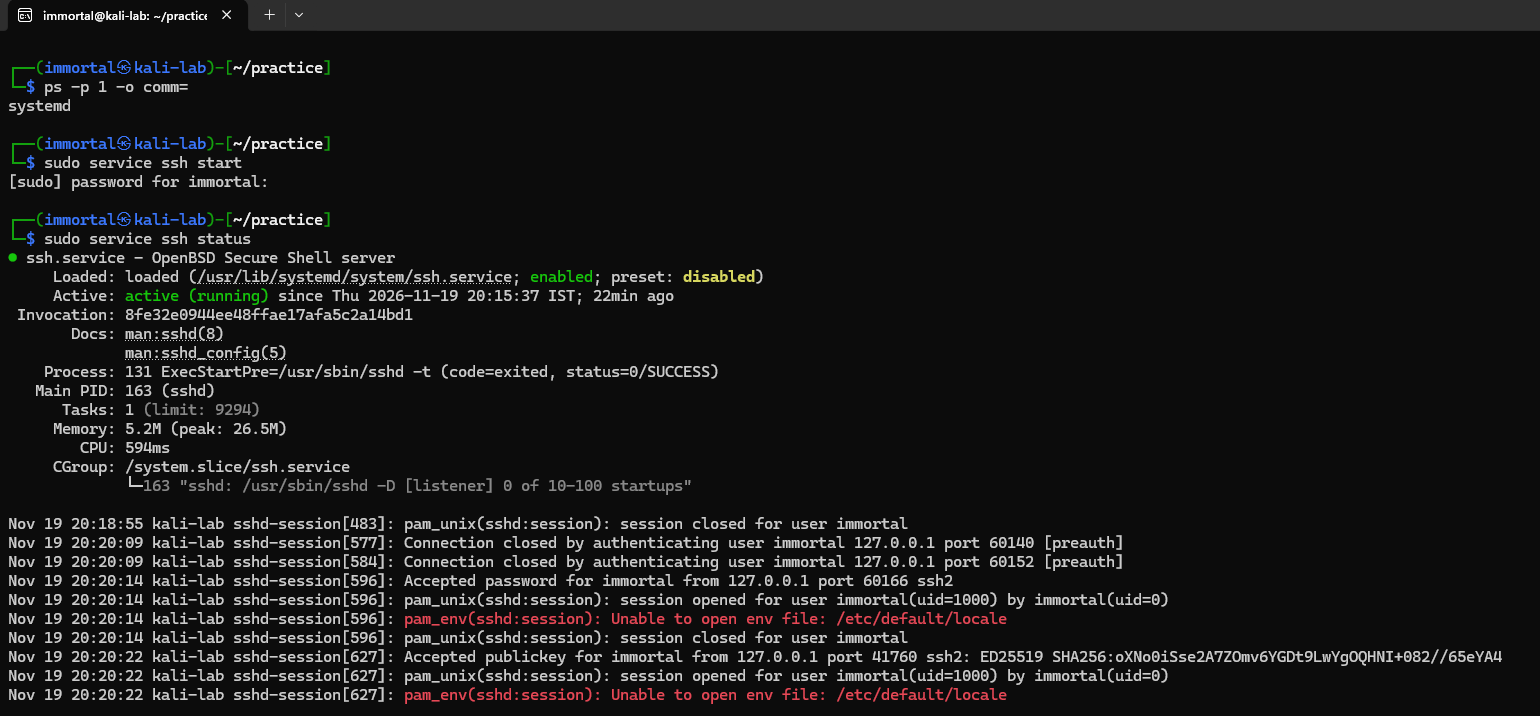 immortal@kali-lab: ~/practice
┌──(immortal㉿kali-lab)-[~/practice]
└─$ ps -p 1 -o comm=
systemd
┌──(immortal㉿kali-lab)-[~/practice]
└─$ sudo service ssh start
[sudo] password for immortal:
┌──(immortal㉿kali-lab)-[~/practice]
└─$ sudo service ssh status
● ssh.service - OpenBSD Secure Shell server
Loaded: loaded (/usr/lib/systemd/system/ssh.service; enabled; preset: disabled)
Active: active (running) since Thu 2026-11-19 20:15:37 IST; 22min ago
Invocation: 8fe32e0944ee48ffae17afa5c2a14bd1
Docs: man:sshd(8)
man:sshd_config(5)
Process: 131 ExecStartPre=/usr/sbin/sshd -t (code=exited, status=0/SUCCESS)
Main PID: 163 (sshd)
Tasks: 1 (limit: 9294)
Memory: 5.2M (peak: 26.5M)
CPU: 594ms
CGroup: /system.slice/ssh.service
└─163 "sshd: /usr/sbin/sshd -D [listener] 0 of 10-100 startups"
Nov 19 20:18:55 kali-lab sshd-session[483]: pam_unix(sshd:session): session closed for user immortal
Nov 19 20:20:09 kali-lab sshd-session[577]: Connection closed by authenticating user immortal 127.0.0.1 port 60140 [preauth]
Nov 19 20:20:09 kali-lab sshd-session[584]: Connection closed by authenticating user immortal 127.0.0.1 port 60152 [preauth]
Nov 19 20:20:14 kali-lab sshd-session[596]: Accepted password for immortal from 127.0.0.1 port 60166 ssh2
Nov 19 20:20:14 kali-lab sshd-session[596]: pam_unix(sshd:session): session opened for user immortal(uid=1000) by immortal(uid=0)
Nov 19 20:20:14 kali-lab sshd-session[596]: pam_env(sshd:session): Unable to open env file: /etc/default/locale
Nov 19 20:20:14 kali-lab sshd-session[596]: pam_unix(sshd:session): session closed for user immortal
Nov 19 20:20:22 kali-lab sshd-session[627]: Accepted publickey for immortal from 127.0.0.1 port 41760 ssh2: ED25519 SHA256:oXNo0iSse2A7ZOmv6YGDt9LwYgOQHNI+082//65eYA4
Nov 19 20:20:22 kali-lab sshd-session[627]: pam_unix(sshd:session): session opened for user immortal(uid=1000) by immortal(uid=0)
Nov 19 20:20:22 kali-lab sshd-session[627]: pam_env(sshd:session): Unable to open env file: /etc/default/locale